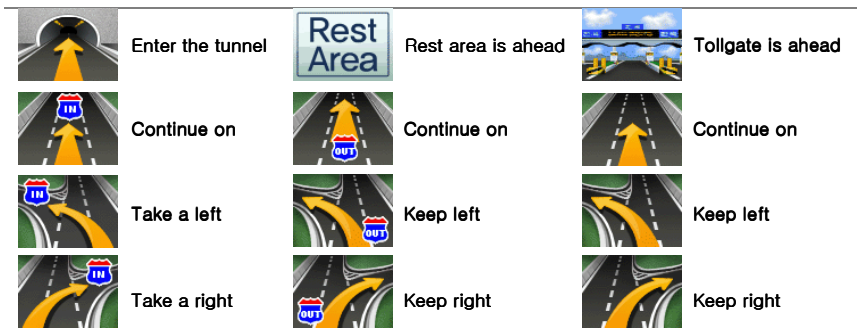 Enter the tunnel
Rest
Area
Rest area is ahead
Tollgate is ahead
IN
Continue on
OUT
Continue on
Continue on
IN
Take a left
OUT
Keep left
Keep left
IN
Take a right
OUT
Keep right
Keep right